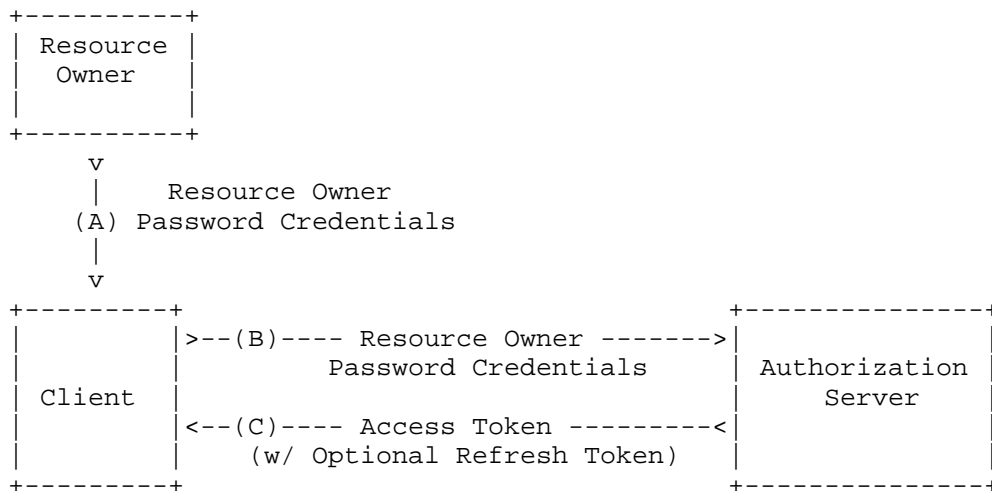 Resource
Owner
v
Resource Owner
(A) Password Credentials
v
>--(B)---- Resource Owner ------->
Password Credentials
Authorization
Client
Server
<--(C)---- Access Token ---------<
(w/ Optional Refresh Token)